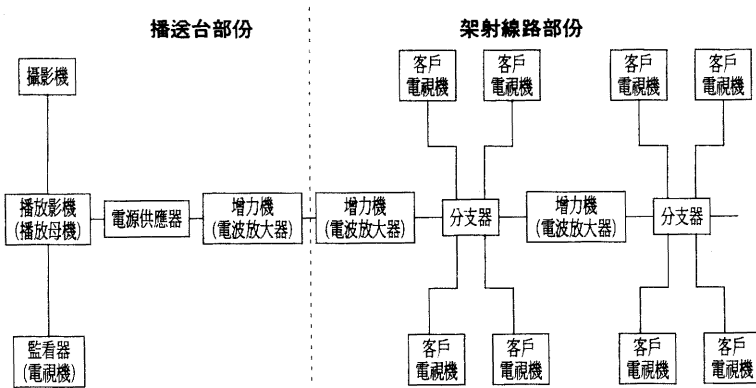 播送台部份
架射線路部份
攝影機
客戶
電視機
客戶
電視機
客戶
電視機
客戶
電視機
播放影機
(播放母機)
電源供應器
增力機
(電波放大器)
增力機
(電波放大器)
分支器
增力機
(電波放大器)
分支器
監看器
(電視機)
客戶
電視機
客戶
電視機
客戶
電視機
客戶
電視機